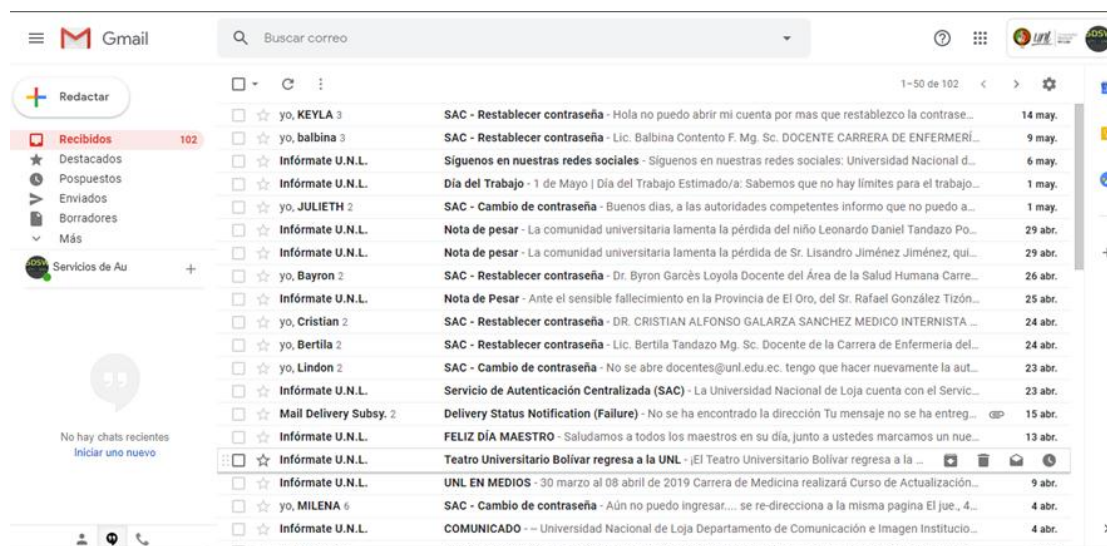 Gmail
Buscar correo
unl
Redactar
1–50 de 102
Recibidos 102
Destacados
Pospuestos
Enviados
Borradores
Más
Servicios de Au
No hay chats recientes
Iniciar uno nuevo
yo, KEYLA 3 SAC - Restablecer contraseña - Hola no puedo abrir mi cuenta por mas que restablezco la contrase... 14 may.
yo, balbina 3 SAC - Restablecer contraseña - Lic. Balbina Contento F. Mg. Sc. DOCENTE CARRERA DE ENFERMERÍ... 9 may.
Infórmate U.N.L. Síguenos en nuestras redes sociales - Síguenos en nuestras redes sociales: Universidad Nacional d... 6 may.
Infórmate U.N.L. Día del Trabajo - 1 de Mayo | Día del Trabajo Estimado/a: Sabemos que no hay límites para el trabajo... 1 may.
yo, JULIETH 2 SAC - Cambio de contraseña - Buenos dias, a las autoridades competentes informo que no puedo a... 1 may.
Infórmate U.N.L. Nota de pesar - La comunidad universitaria lamenta la pérdida del niño Leonardo Daniel Tandazo Po... 29 abr.
Infórmate U.N.L. Nota de pesar - La comunidad universitaria lamenta la pérdida de Sr. Lisandro Jiménez Jiménez, qui... 29 abr.
yo, Bayron 2 SAC - Restablecer contraseña - Dr. Byron Garcès Loyola Docente del Área de la Salud Humana Carre... 26 abr.
Infórmate U.N.L. Nota de Pesar - Ante el sensible fallecimiento en la Provincia de El Oro, del Sr. Rafael González Tizón... 25 abr.
yo, Cristian 2 SAC - Restablecer contraseña - DR. CRISTIAN ALFONSO GALARZA SANCHEZ MEDICO INTERNISTA ... 24 abr.
yo, Bertila 2 SAC - Restablecer contraseña - Lic. Bertila Tandazo Mg. Sc. Docente de la Carrera de Enfermeria del... 24 abr.
yo, Lindon 2 SAC - Cambio de contraseña - No se abre docentes@unl.edu.ec. tengo que hacer nuevamente la aut... 23 abr.
Infórmate U.N.L. Servicio de Autenticación Centralizada (SAC) - La Universidad Nacional de Loja cuenta con el Servic... 23 abr.
Mail Delivery Subsy. 2 Delivery Status Notification (Failure) - No se ha encontrado la dirección Tu mensaje no se ha entreg... 15 abr.
Infórmate U.N.L. FELIZ DÍA MAESTRO - Saludamos a todos los maestros en su día, junto a ustedes marcamos un nue... 13 abr.
Infórmate U.N.L. Teatro Universitario Bolívar regresa a la UNL - ¡El Teatro Universitario Bolívar regresa a la ...
Infórmate U.N.L. UNL EN MEDIOS - 30 marzo al 08 abril de 2019 Carrera de Medicina realizará Curso de Actualización... 9 abr.
yo, MILENA 6 SAC - Cambio de contraseña - Aún no puedo ingresar.... se re-direcciona a la misma pagina El jue., 4... 4 abr.
Infórmate U.N.L. COMUNICADO - – Universidad Nacional de Loja Departamento de Comunicación e Imagen Institucio... 4 abr.